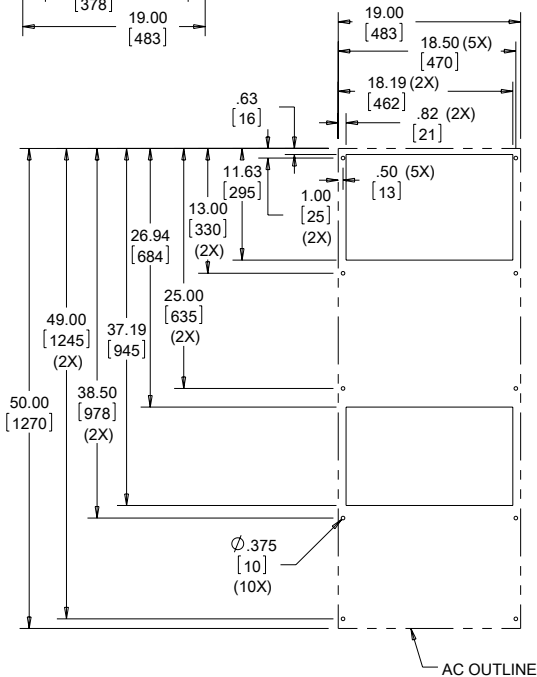 [378]
19.00
[483]
19.00
[483]
18.50 (5X)
[470]
18.19 (2X)
[462]
.82 (2X)
[21]
.63
[16]
.50 (5X)
[13]
11.63
[295]
1.00
[25]
(2X)
13.00
[330]
(2X)
26.94
[684]
25.00
[635]
(2X)
49.00
[1245]
(2X)
37.19
[945]
38.50
[978]
(2X)
50.00
[1270]
Ø.375
[10]
(10X)
AC OUTLINE